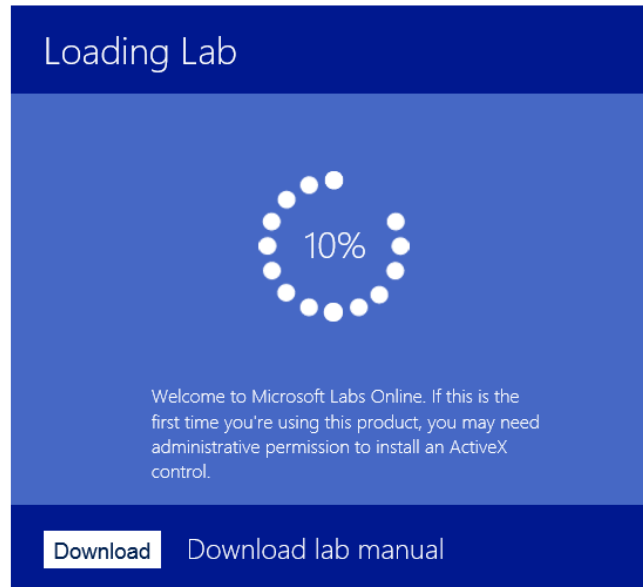 Loading Lab
10%
Welcome to Microsoft Labs Online. If this is the
first time you're using this product, you may need
administrative permission to install an ActiveX
control.
Download Download lab manual